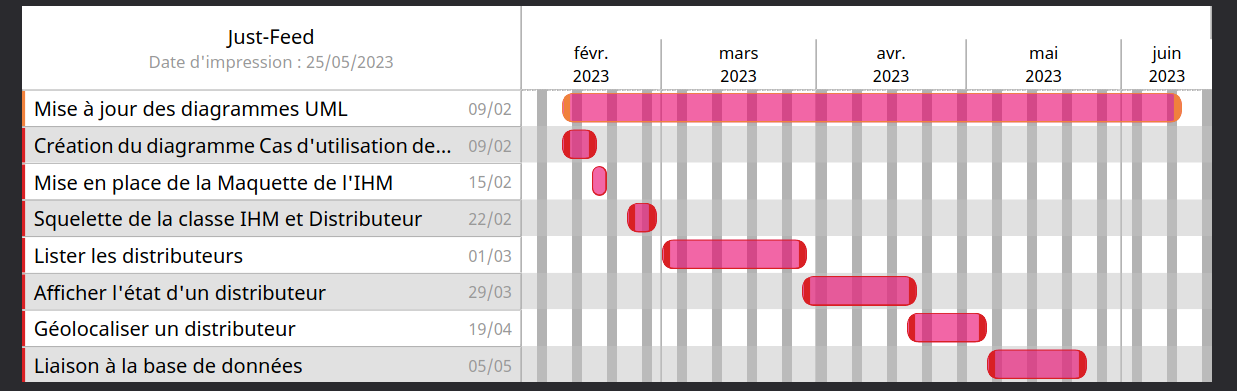 Just-Feed
Date d'impression : 25/05/2023
févr. mars avr. mai juin
2023 2023 2023 2023 2023
Mise à jour des diagrammes UML 09/02
Création du diagramme Cas d'utilisation de... 09/02
Mise en place de la Maquette de l'IHM 15/02
Squelette de la classe IHM et Distributeur 22/02
Lister les distributeurs 01/03
Afficher l'état d'un distributeur 29/03
Géolocaliser un distributeur 19/04
Liaison à la base de données 05/05